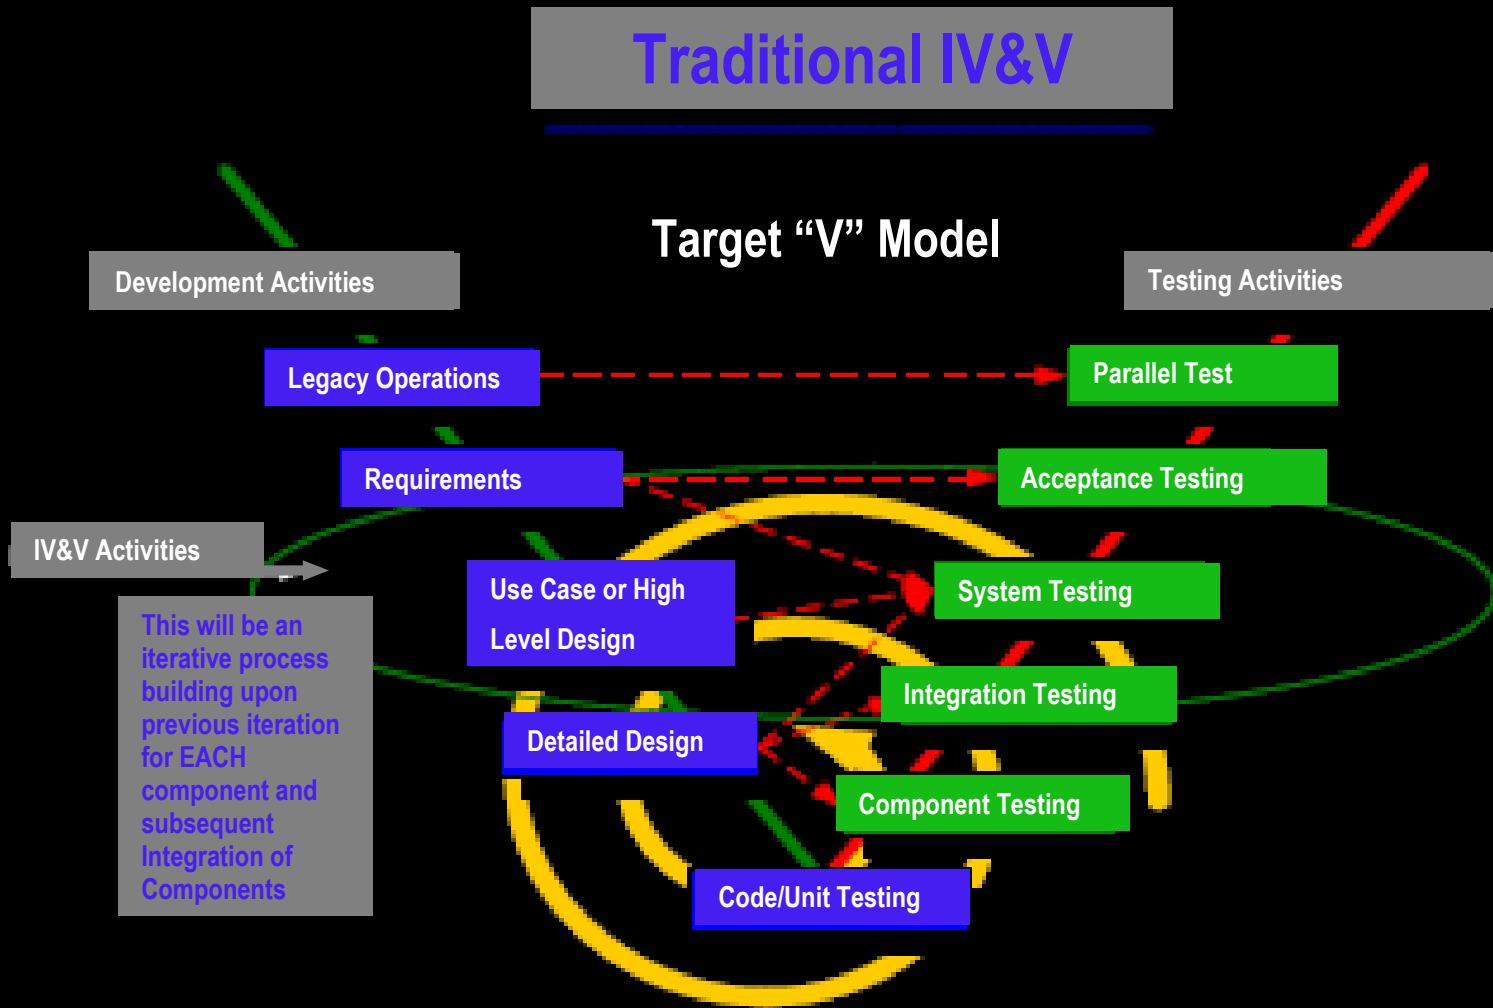 Traditional IV&V
Target “V” Model
Development Activities
Testing Activities
Legacy Operations
Parallel Test
Requirements
Acceptance Testing
IV&V Activities
Use Case or High
Level Design
System Testing
This will be an
iterative process
building upon
previous iteration
for EACH
component and
subsequent
Integration of
Components
Integration Testing
Detailed Design
Component Testing
Code/Unit Testing